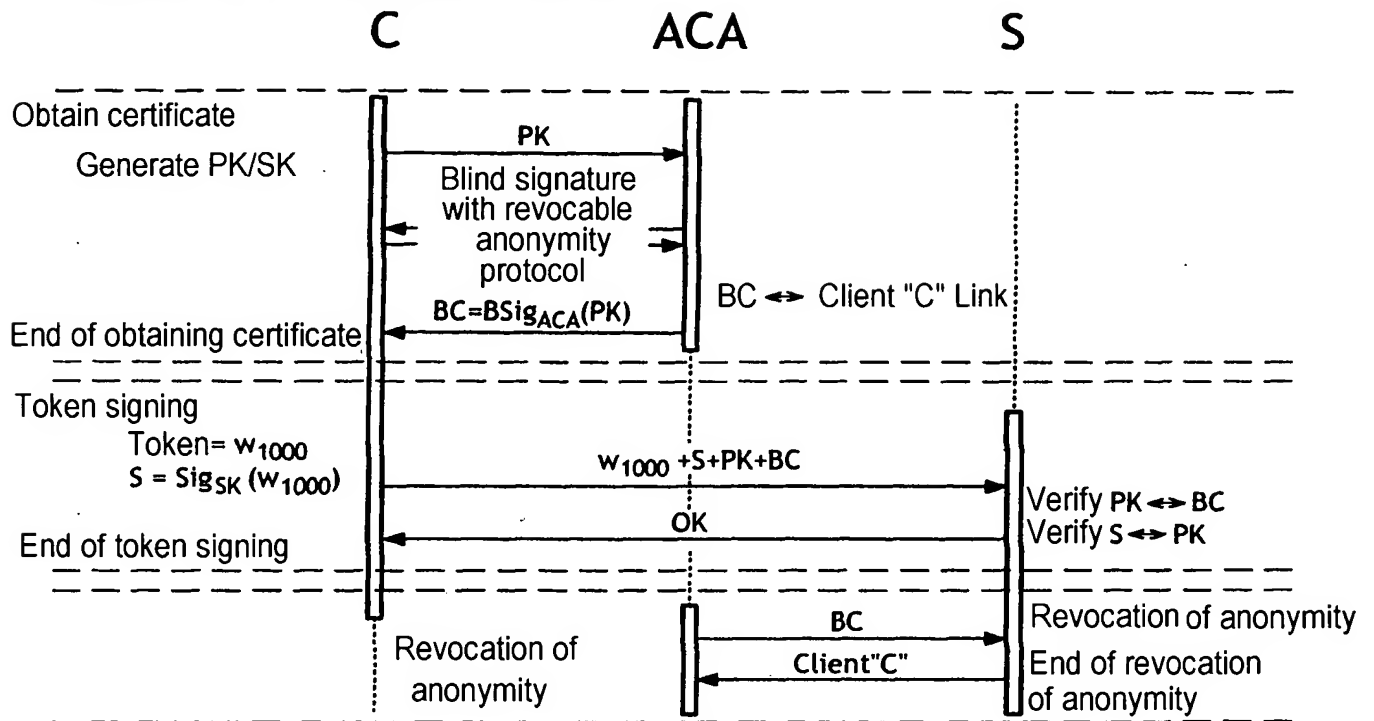 C ACA S
Obtain certificate
Generate PK/SK
PK
Blind signature
with revocable
anonymity
protocol
BC ↔ Client "C" Link
BC=BSigACA(PK)
End of obtaining certificate
Token signing
Token= w1000
S = SigSK (w1000)
w1000 +S+PK+BC
Verify PK↔BC
OK
Verify S↔PK
End of token signing
Revocation of anonymity
BC
Revocation of
anonymity
Client"C"
End of revocation
of anonymity